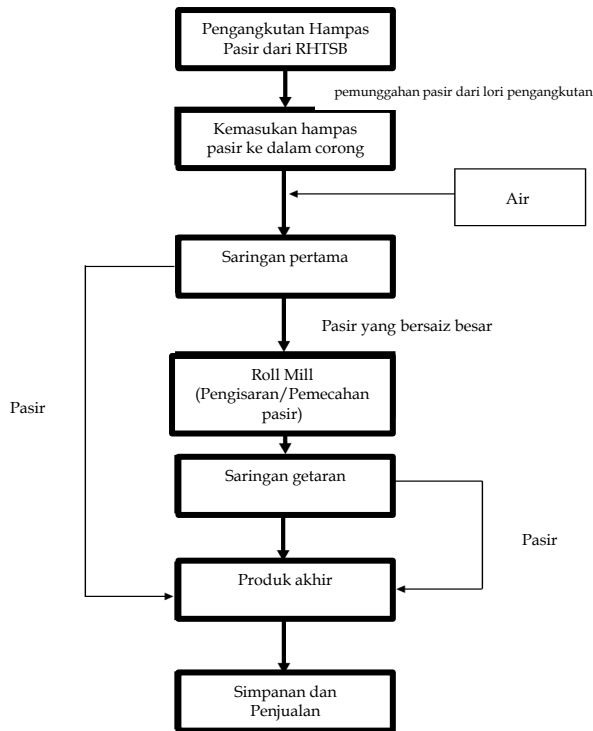 Pengangkutan Hampas
Pasir dari RHTSB
pemunggahan pasir dari lori pengangkutan
Kemasukan hampas
pasir ke dalam corong
Air
Saringan pertama
Pasir yang bersaiz besar
Roll Mill
(Pengisaran/Pemecahan
pasir)
Pasir
Saringan getaran
Pasir
Produk akhir
Simpanan dan
Penjualan